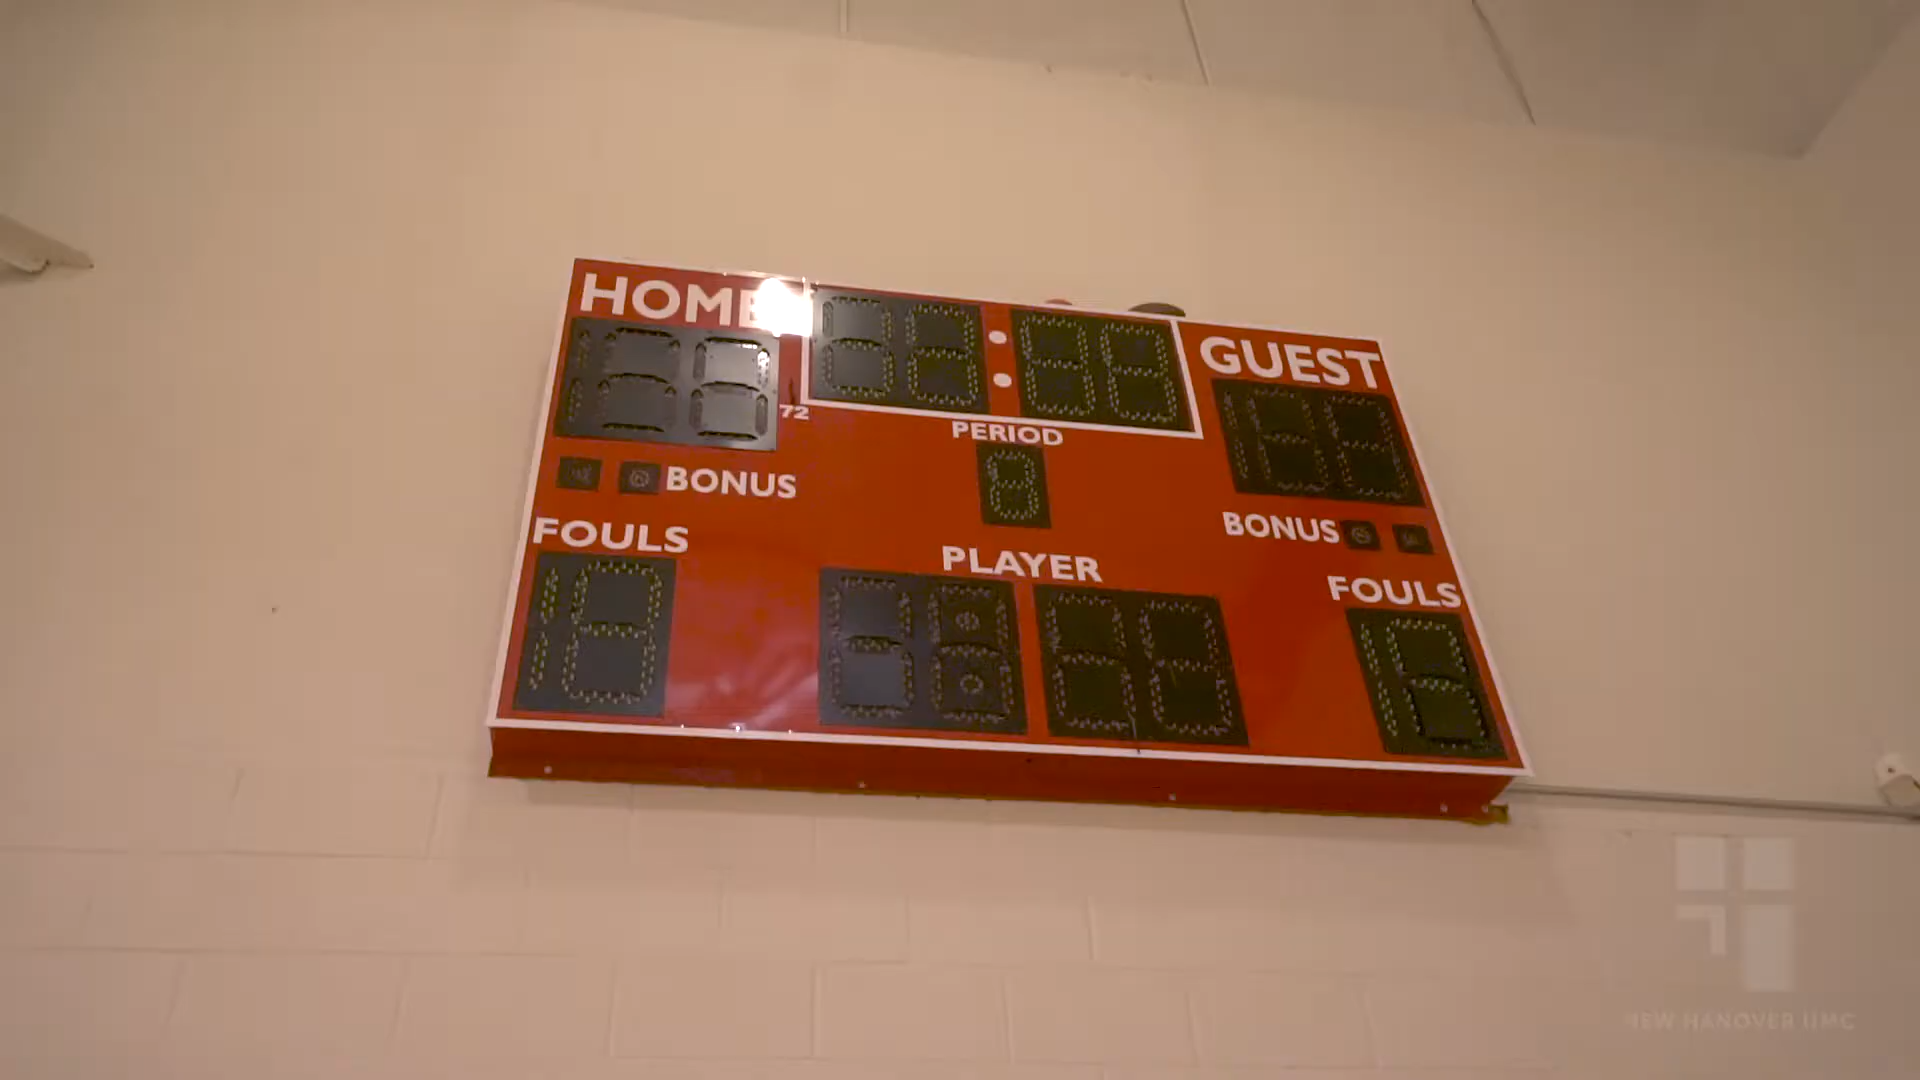 HOME
GUEST
72
PERIOD
BONUS
BONUS
FOULS
PLAYER
FOULS
NEW HANOVER UMC